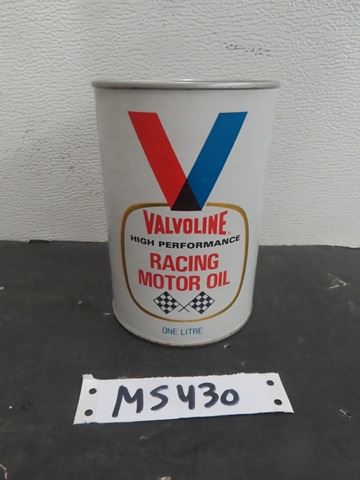 VALVOLINE
HIGH PERFORMANCE
RACING
MOTOR OIL
ONE LITRE
MS430